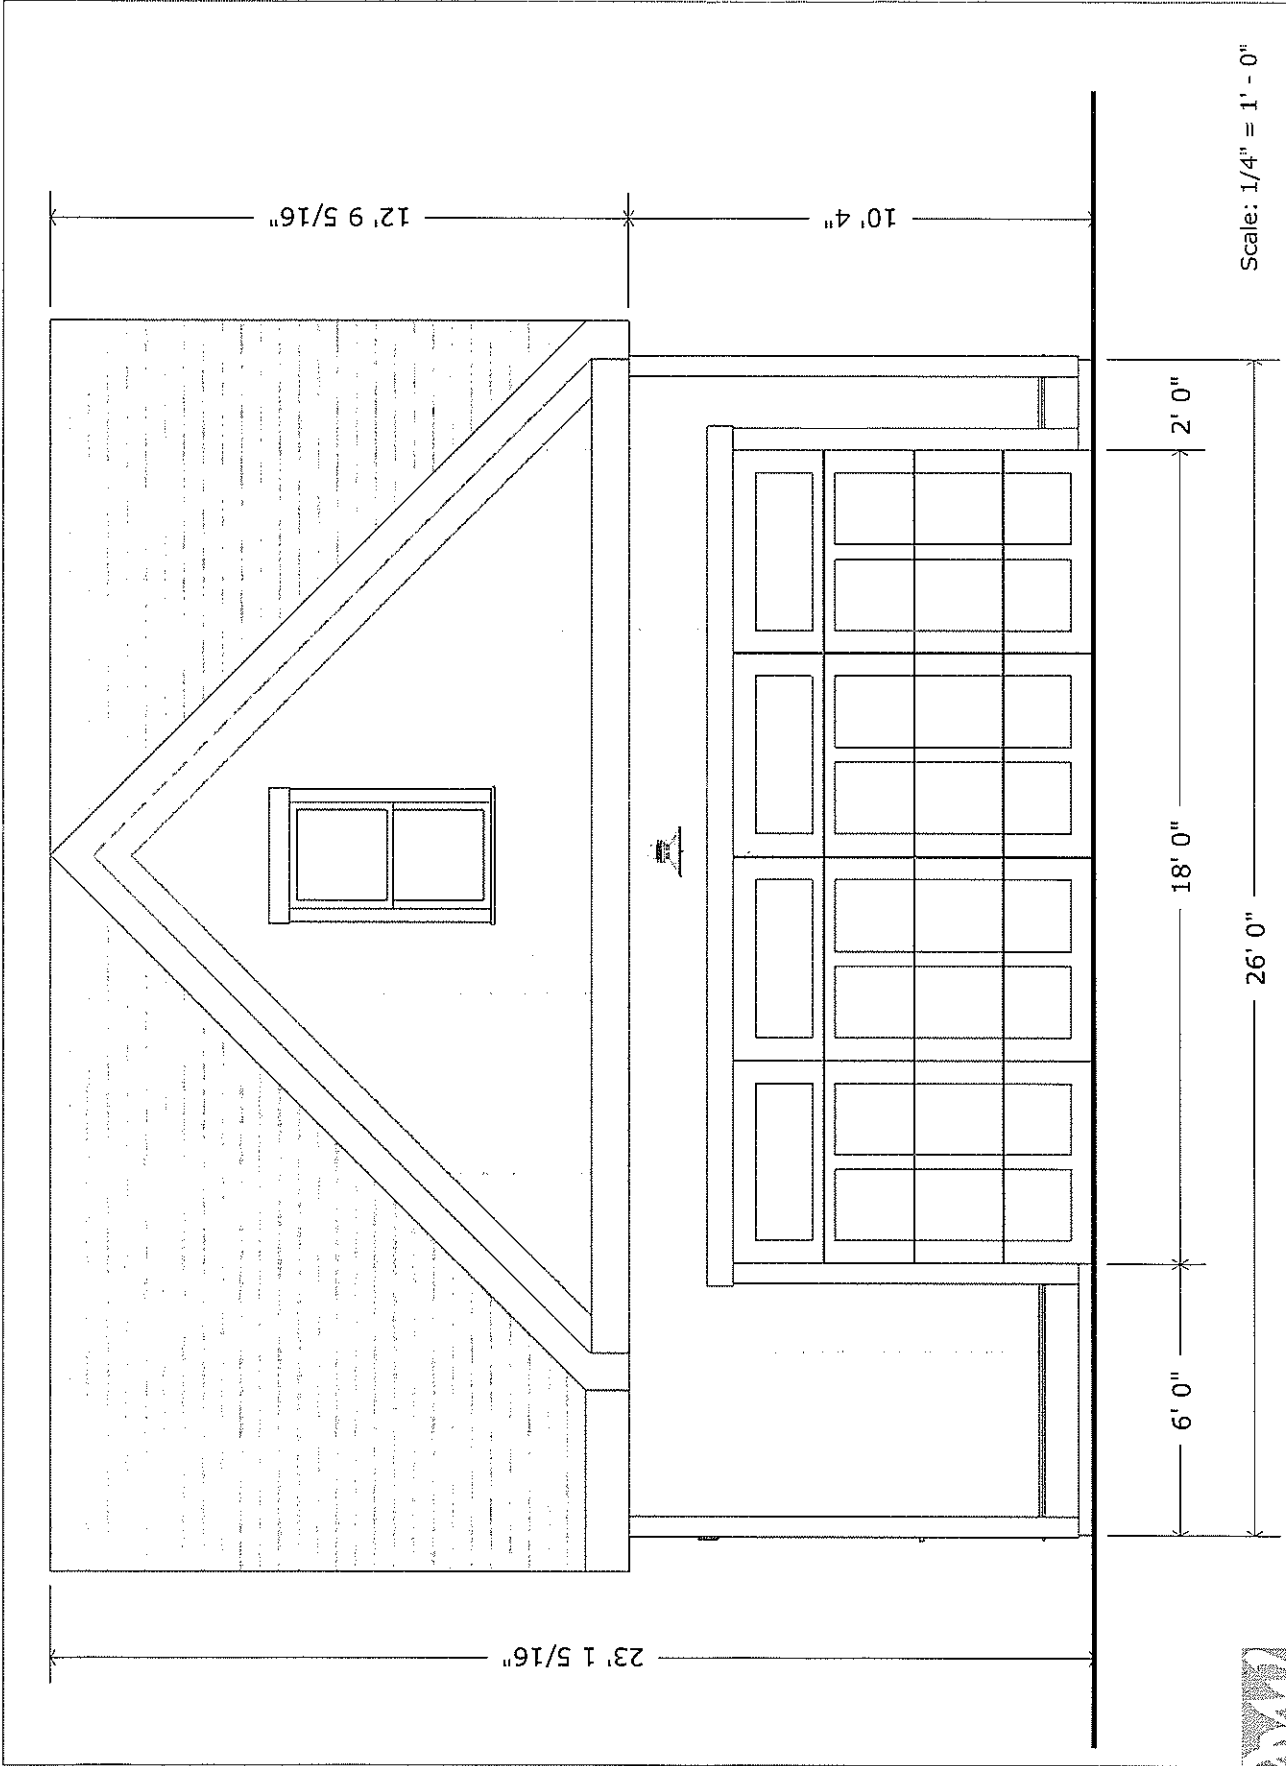 12' 9 5/16"
10' 4"
23' 1 5/16"
6' 0"
18' 0"
2' 0"
26' 0"
Scale: 1/4" = 1' - 0"